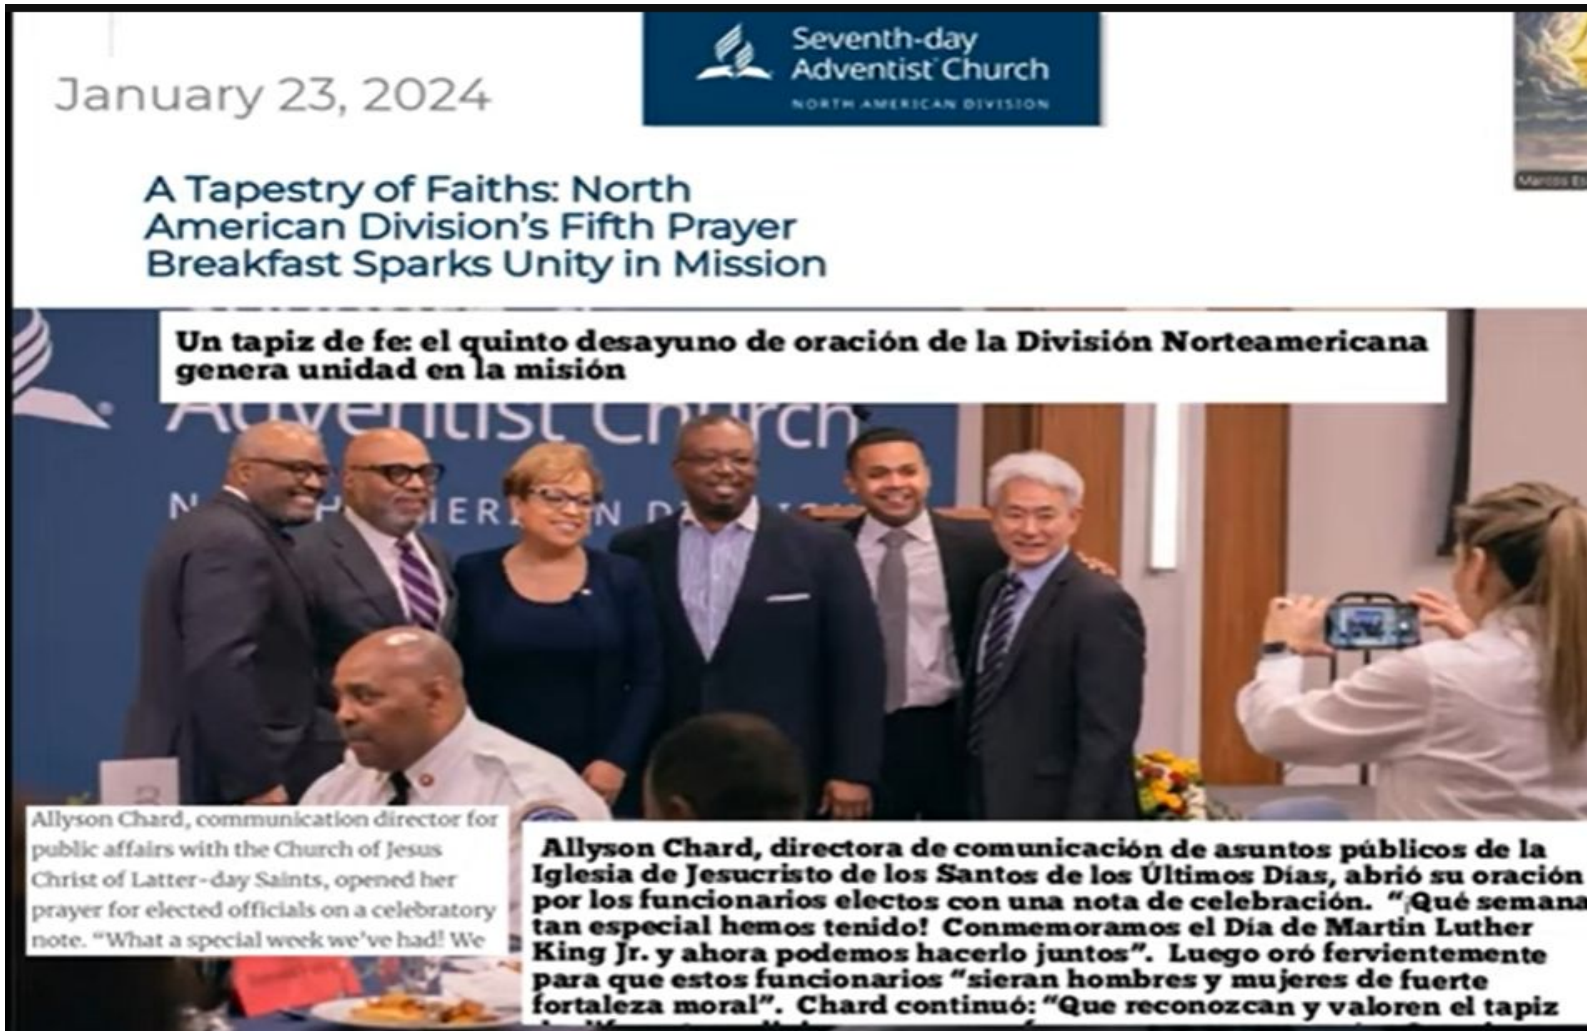 Seventh-day
Adventist Church
NORTH AMERICAN DIVISION
January 23, 2024
A Tapestry of Faiths: North
American Division's Fifth Prayer
Breakfast Sparks Unity in Mission
Marcos
Un tapiz de fe: el quinto desayuno de oración de la División Norteamericana
genera unidad en la misión
Adventist Church
Allyson Chard, communication director for
public affairs with the Church of Jesus
Christ of Latter-day Saints, opened her
prayer for elected officials on a celebratory
note. “What a special week we’ve had! We
Allyson Chard, directora de comunicación de asuntos públicos de la
Iglesia de Jesucristo de los Santos de los Últimos Días, abrió su oración
por los funcionarios electos con una nota de celebración. “¡Qué semana
tan especial hemos tenido! Conmemoramos el Día de Martin Luther
King Jr. y ahora podemos hacerlo juntos”. Luego oró fervientemente
para que estos funcionarios “sieran hombres y mujeres de fuerte
fortaleza moral”. Chard continuó: “Que reconozcan y valoren el tapiz